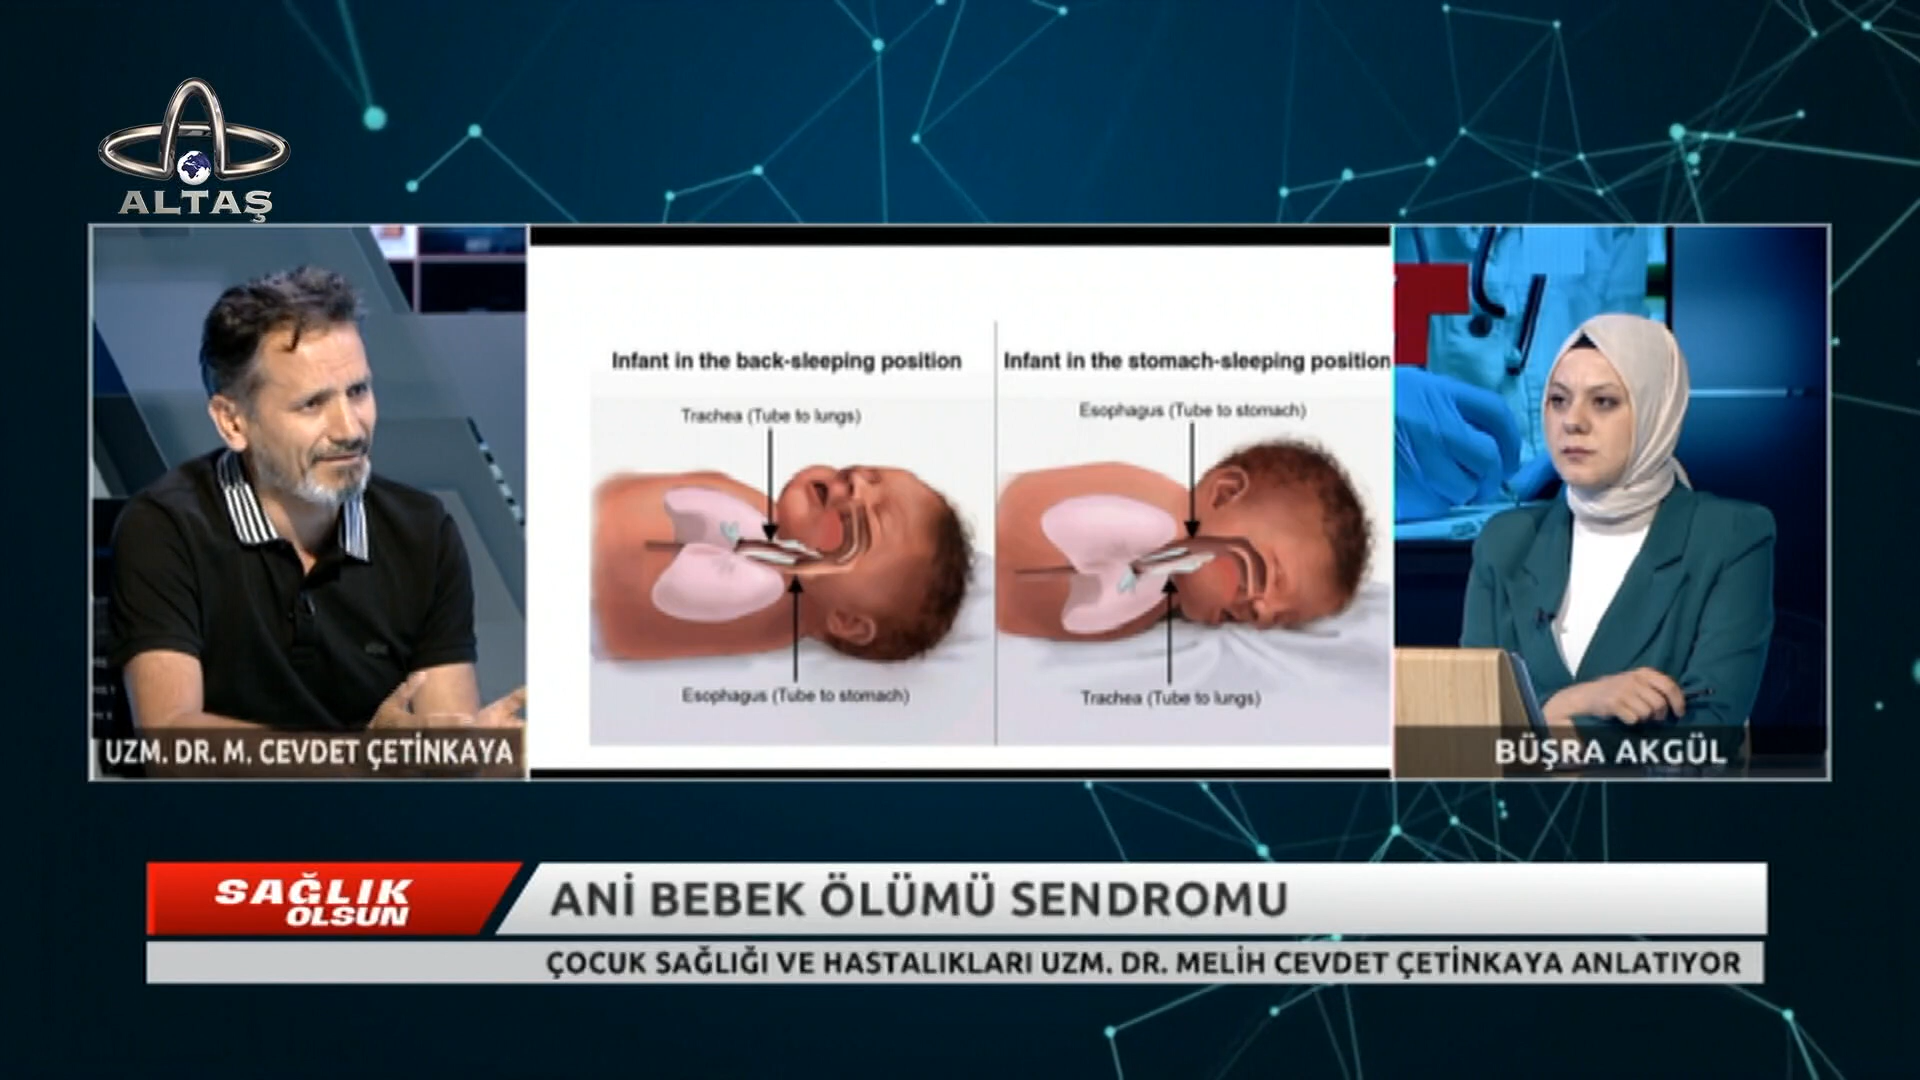 ALTAŞ
Infant in the back-sleeping position
Infant in the stomach-sleeping position
Trachea (Tube to lungs)
Esophagus (Tube to stomach)
Esophagus (Tube to stomach)
Trachea (Tube to lungs)
UZM. DR. M. CEVDET ÇETİNKAYA
BÜŞRA AKGÜL
SAĞLIK
OLSUN
ANİ BEBEK ÖLÜMÜ SENDROMU
ÇOCUK SAĞLIĞI VE HASTALIKLARI UZM. DR. MELİH CEVDET ÇETİNKAYA ANLATIYOR